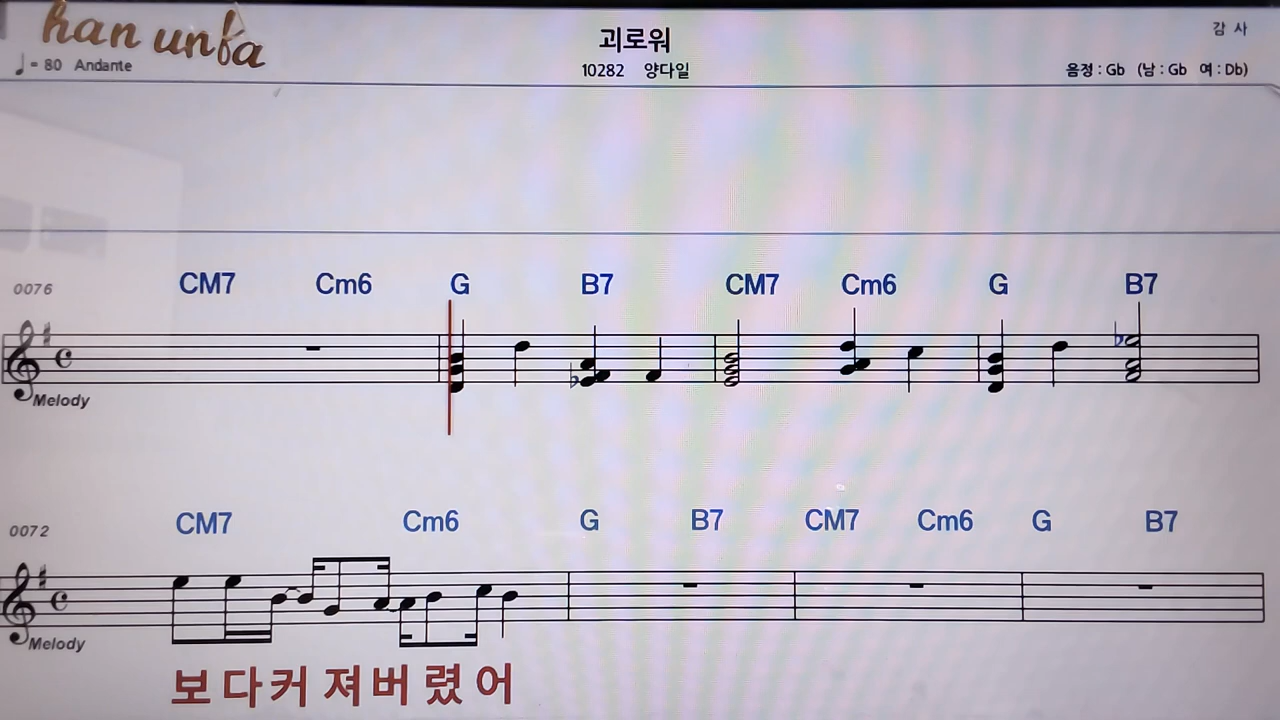 han unba
괴로워
감 사
♩= 80 Andante
10282 양다일
음정 : Gb (남 : Gb 여 : Db)
CM7 Cm6 G B7 CM7 Cm6 G B7
0076
Melody
CM7 Cm6 G B7 CM7 Cm6 G B7
0072
Melody
보 다 커 져 버 렸 어